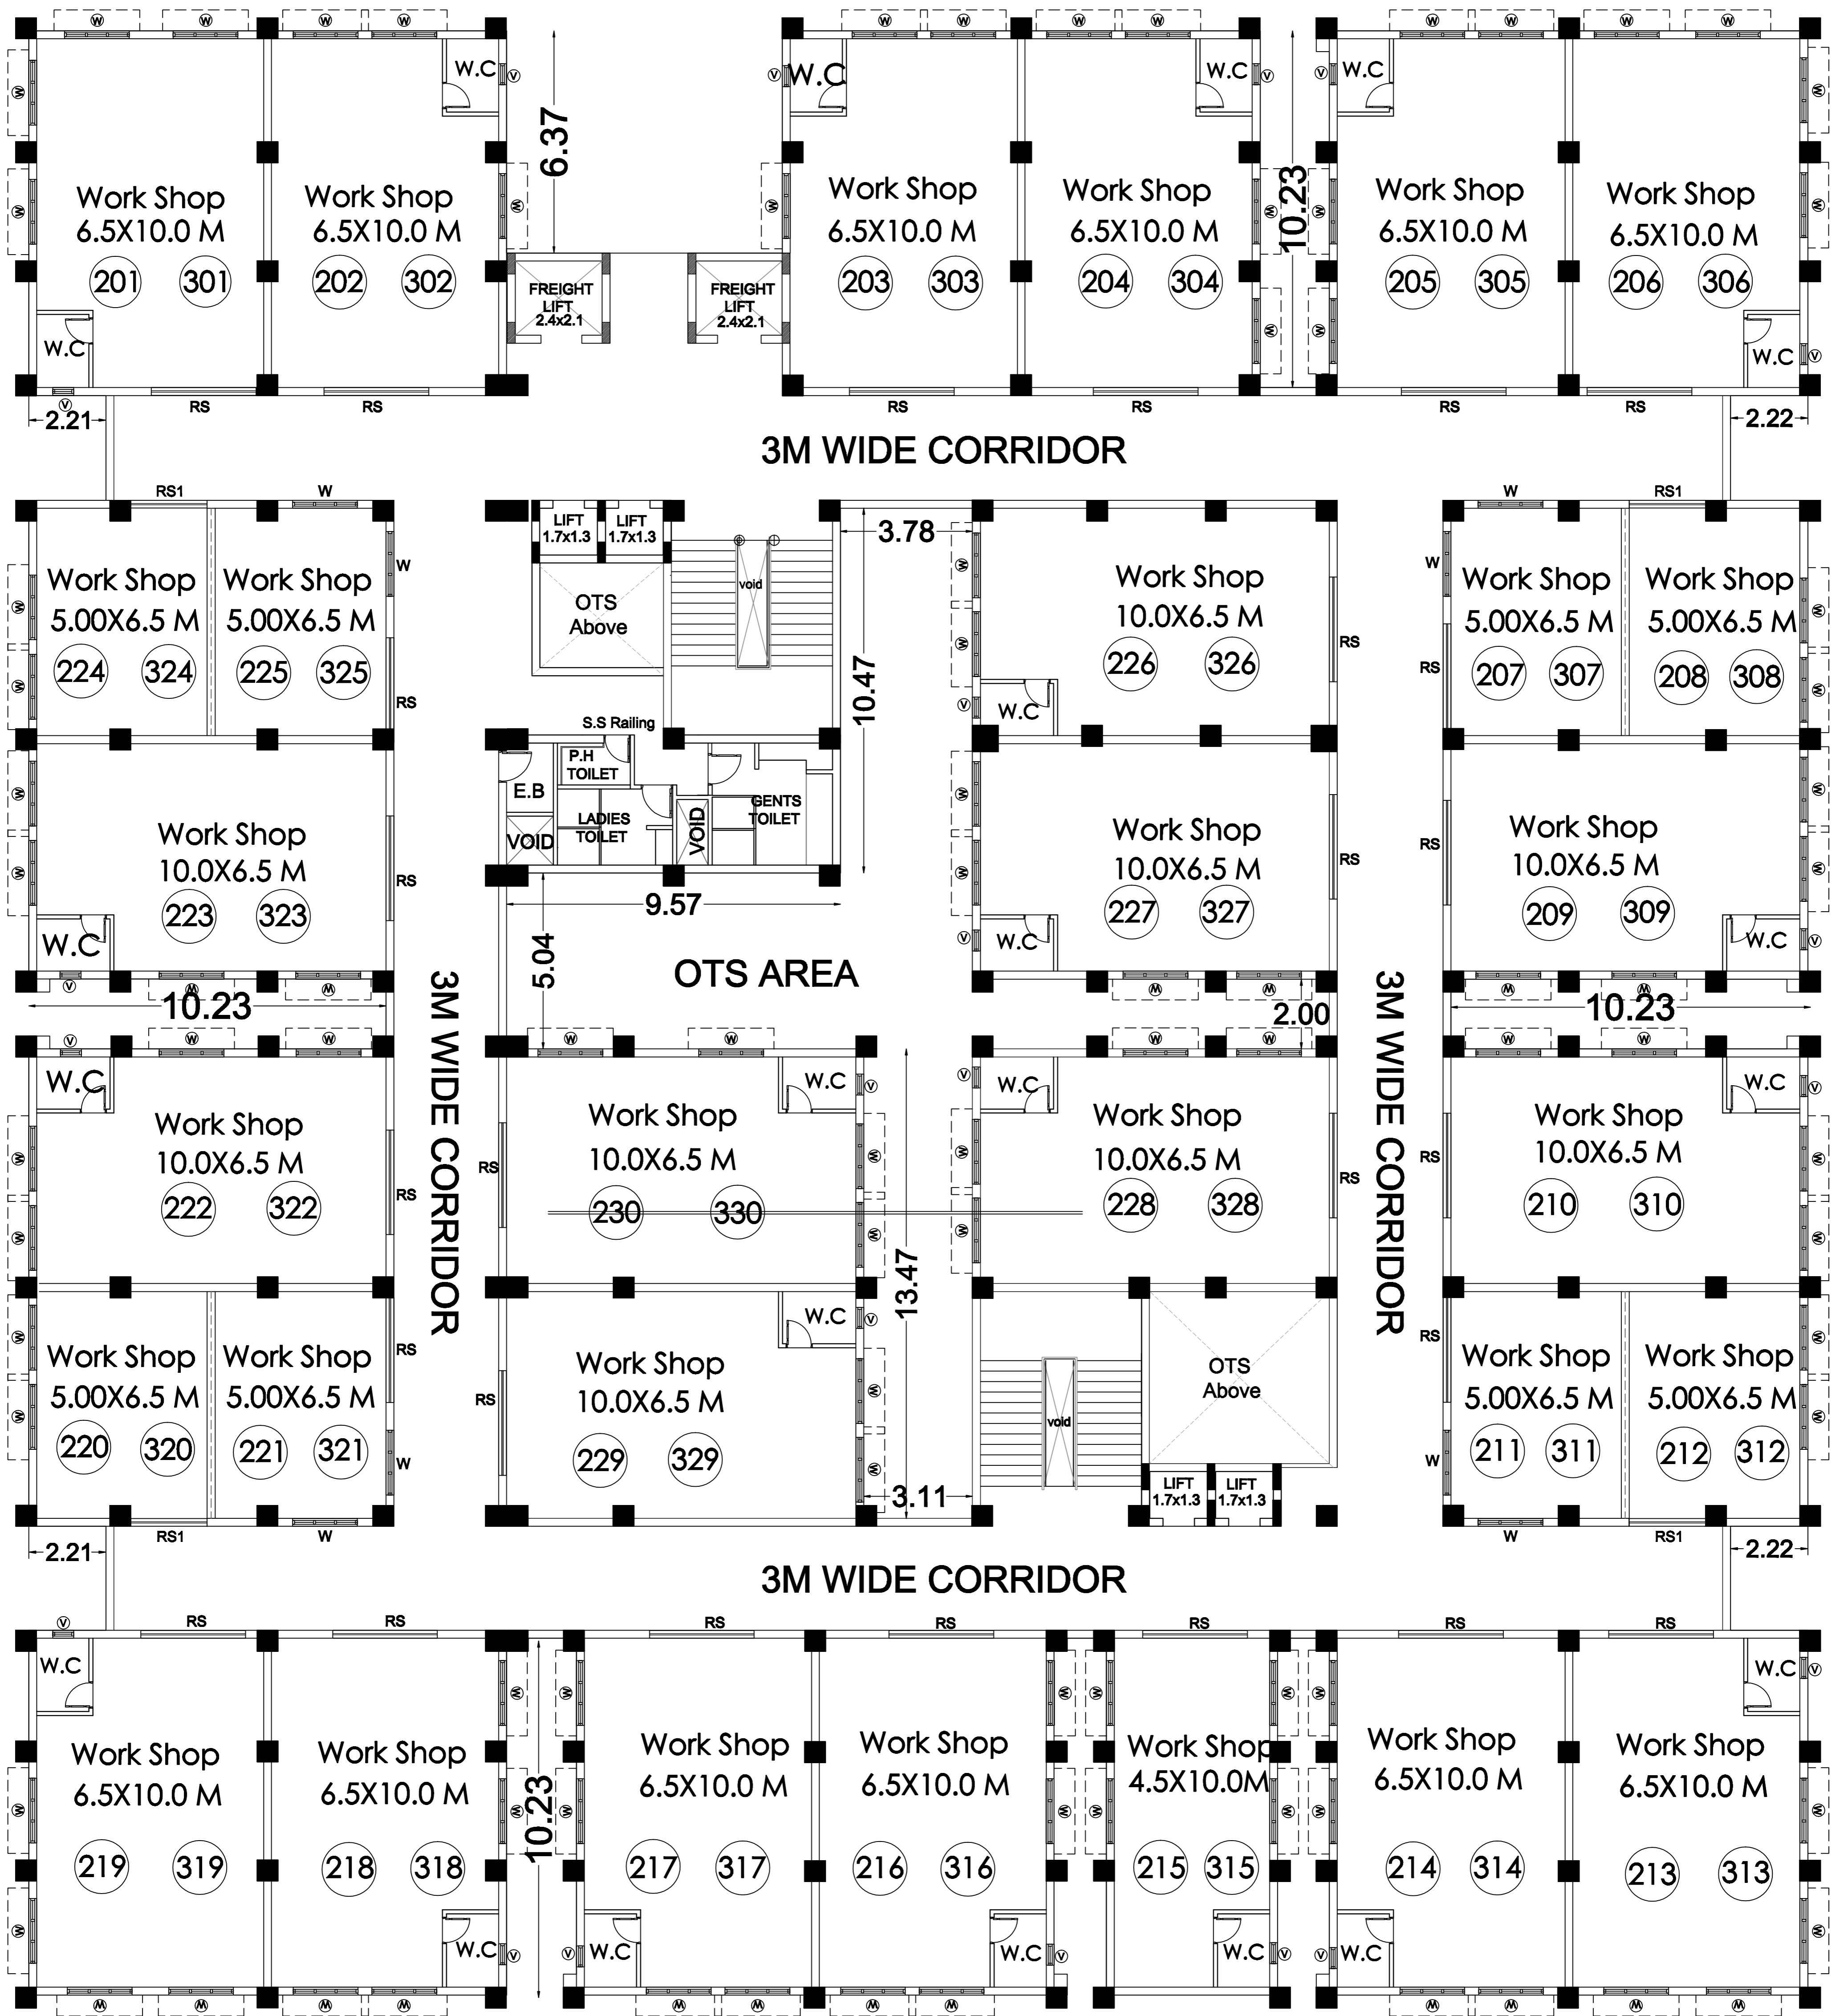 W W W W W W W W W W
W.C V V W.C W.C V V W.C
W W
6.37
10.23
W W W W W W
Work Shop Work Shop Work Shop Work Shop Work Shop Work Shop
6.5X10.0 M 6.5X10.0 M 6.5X10.0 M 6.5X10.0 M 6.5X10.0 M 6.5X10.0 M
201 301 202 302 203 303 204 304 205 305 206 306
FREIGHT FREIGHT
LIFT LIFT
2.4x2.1 2.4x2.1
W W
W.C W.C V
V RS RS RS RS RS RS
2.21 2.22
3M WIDE CORRIDOR
RS1 W W RS1
LIFT LIFT
1.7x1.3 1.7x1.3
3.78
void
W W W
Work Shop Work Shop Work Shop Work Shop Work Shop
5.00X6.5 M 5.00X6.5 M 10.0X6.5 M 5.00X6.5 M 5.00X6.5 M
OTS
Above
W W W
RS RS
224 324 225 325 226 326 207 307 208 308
W W
RS
10.47
V W.C
S.S Railing
P.H
TOILET
E.B
LADIES
TOILET
GENTS
TOILET
VOID VOID
W W W
Work Shop Work Shop Work Shop
10.0X6.5 M 10.0X6.5 M 10.0X6.5 M
W W W
RS RS RS
223 323 227 327 209 309
9.57
W.C V W.C W.C V
5.04
OTS AREA
V W W W W W W
10.23 2.00 10.23
3M WIDE CORRIDOR
3M WIDE CORRIDOR
V W W W W W W W W
W.C W.C V V W.C W.C V
Work Shop Work Shop Work Shop Work Shop
10.0X6.5 M 10.0X6.5 M 10.0X6.5 M 10.0X6.5 M
W W W W
RS RS RS RS
222 322 230 330 228 328 210 310
W W W W
13.47
W.C V
W W
RS RS
Work Shop Work Shop Work Shop Work Shop Work Shop
5.00X6.5 M 5.00X6.5 M 10.0X6.5 M 5.00X6.5 M 5.00X6.5 M
OTS
Above
W W W
RS
void
220 320 221 321 229 329 211 311 212 312
W W W
LIFT LIFT
1.7x1.3 1.7x1.3
3.11
RS1 W W RS1
2.21 2.22
3M WIDE CORRIDOR
V RS RS RS RS RS RS RS
W.C W.C V
W W W W W W
Work Shop Work Shop Work Shop Work Shop Work Shop Work Shop Work Shop
6.5X10.0 M 6.5X10.0 M 6.5X10.0 M 6.5X10.0 M 4.5X10.0M 6.5X10.0 M 6.5X10.0 M
W W W W W W W W
10.23
219 319 218 318 217 317 216 316 215 315 214 314 213 313
W W
W.C V V W.C W.C V W.C V V W.C
W W W W W W W W W W W W